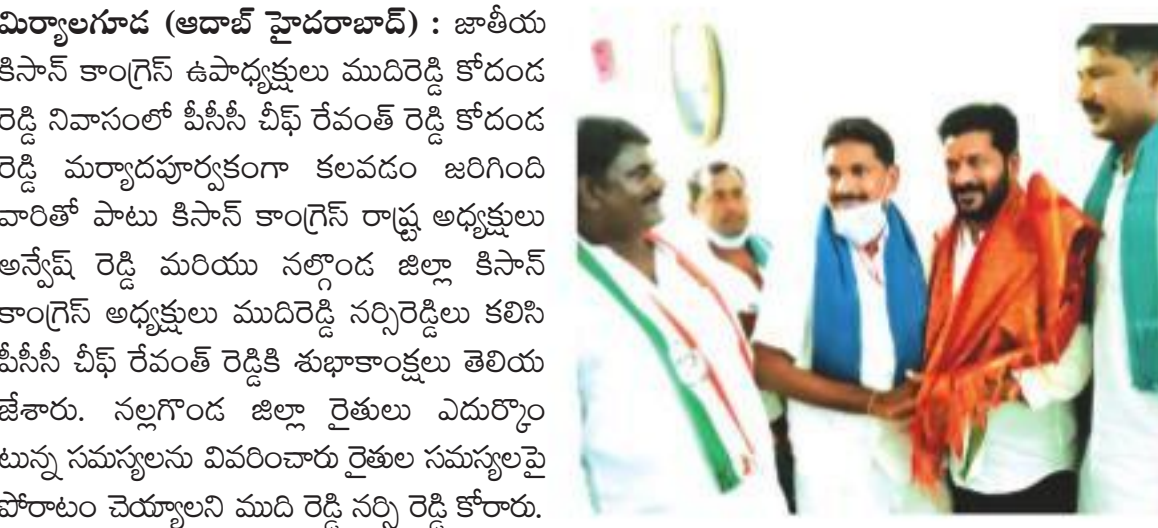 మిర్యాలగూడ (ఆదాబ్ హైదరాబాద్) : జాతీయ
కిసాన్ కాంగ్రెస్ ఉపాధ్యక్షులు ముదిరెడ్డి కోదండ
రెడ్డి నివాసంలో పీసీసీ చీఫ్ రేవంత్ రెడ్డి కోదండ
రెడ్డి మర్యాదపూర్వకంగా కలవడం జరిగింది
వారితో పాటు కిసాన్ కాంగ్రెస్ రాష్ట్ర అధ్యక్షులు
అన్వేష్ రెడ్డి మరియు నల్గొండ జిల్లా కిసాన్
కాంగ్రెస్ అధ్యక్షులు ముదిరెడ్డి నర్సిరెడ్డిలు కలిసి
పీసీసీ చీఫ్ రేవంత్ రెడ్డికి శుభాకాంక్షలు తెలియ
జేశారు. నల్లగొండ జిల్లా రైతులు ఎదుర్కొం
టున్న సమస్యలను వివరించారు రైతుల సమస్యలపై
పోరాటం చెయ్యాలని ముది రెడ్డి నర్సి రెడ్డి కోరారు.